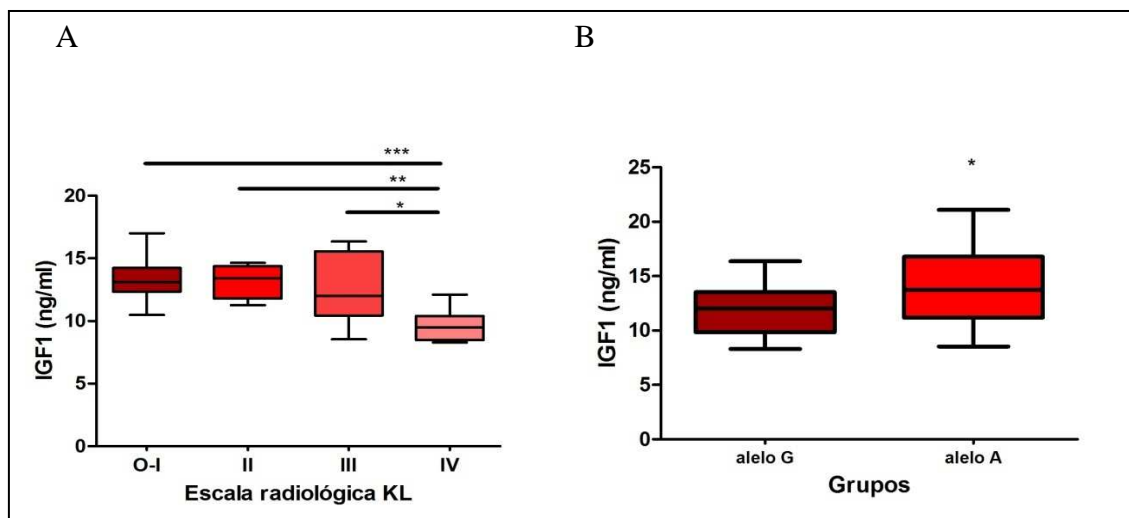 A
B
***
**
*
20
15
10
5
0
IGF1 (ng/ml)
O-I II III IV
Escala radiológica KL
*
25
20
15
10
5
0
IGF1 (ng/ml)
alelo G alelo A
Grupos